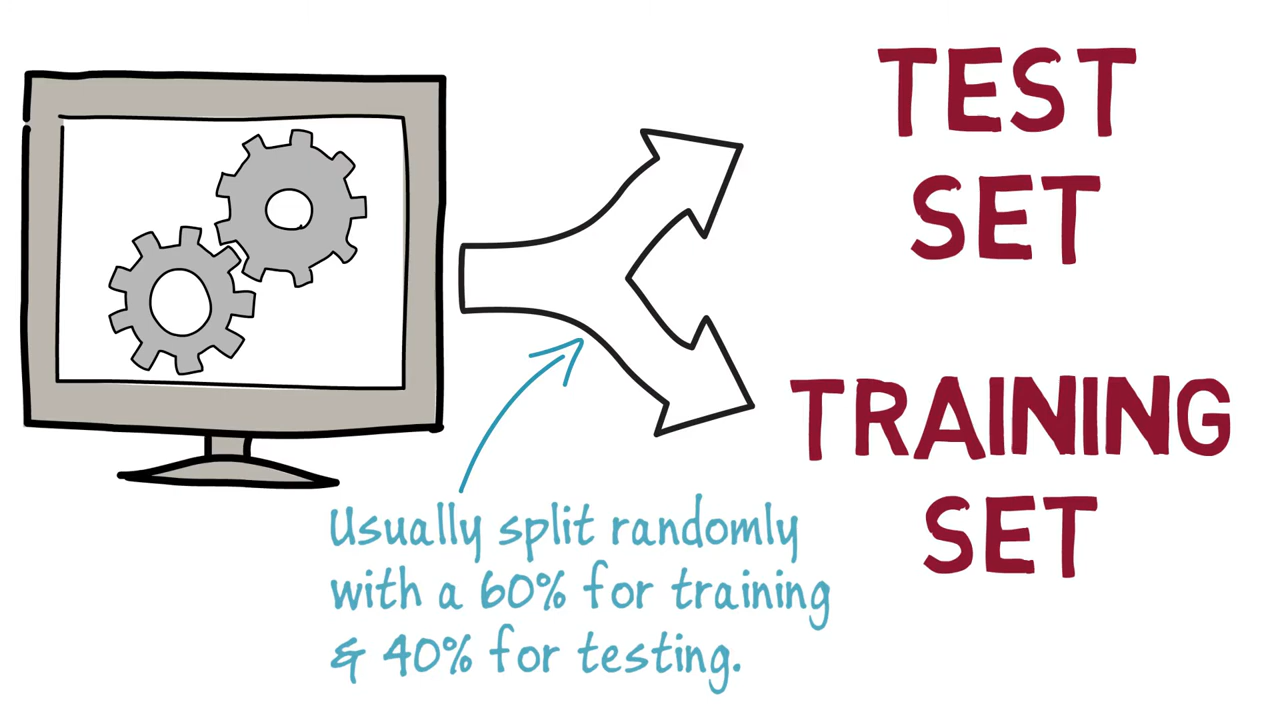 TEST
SET
TRAINING
SET
Usually split randomly
with a 60% for training
& 40% for testing.